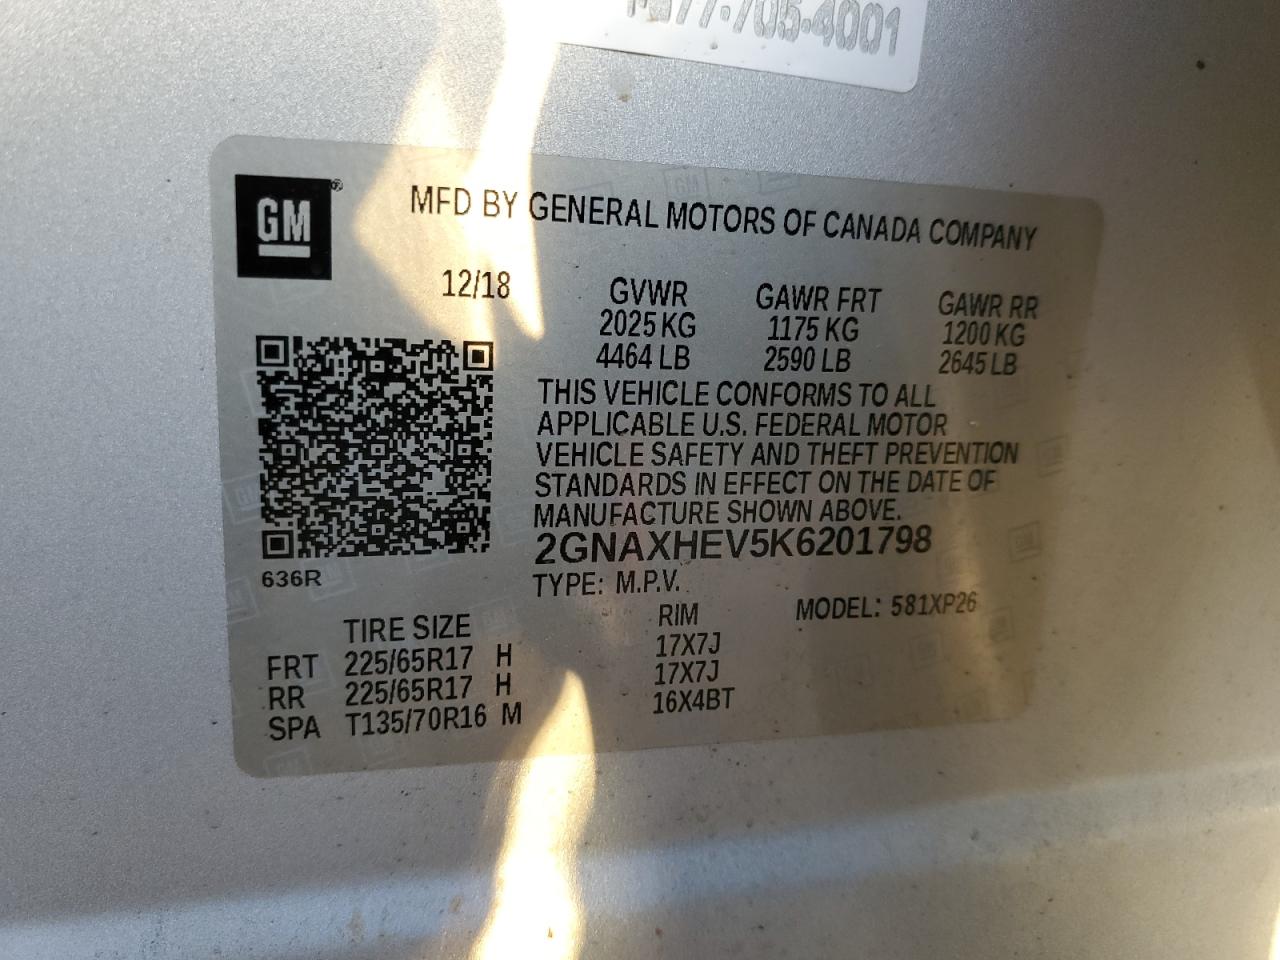 705-4001
GM
MFD BY GENERAL MOTORS OF CANADA COMPANY
12/18 GVWR GAWR FRT GAWR RR
2025 KG 1175 KG 1200 KG
4464 LB 2590 LB 2645 LB
THIS VEHICLE CONFORMS TO ALL
APPLICABLE U.S. FEDERAL MOTOR
VEHICLE SAFETY AND THEFT PREVENTION
STANDARDS IN EFFECT ON THE DATE OF
MANUFACTURE SHOWN ABOVE.
2GNAXHEV5K6201798
636R
TYPE: M.P.V. MODEL: 581XP26
TIRE SIZE RIM
FRT 225/65R17 H 17X7J
RR 225/65R17 H 17X7J
SPA T135/70R16 M 16X4BT